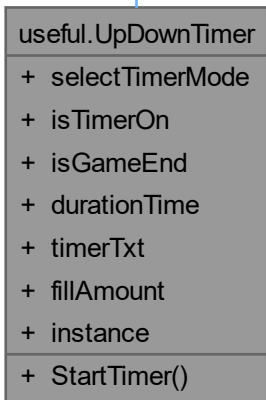 useful.UpDownTimer
+ selectTimerMode
+ isTimerOn
+ isGameEnd
+ durationTime
+ timerTxt
+ fillAmount
+ instance
+ StartTimer()